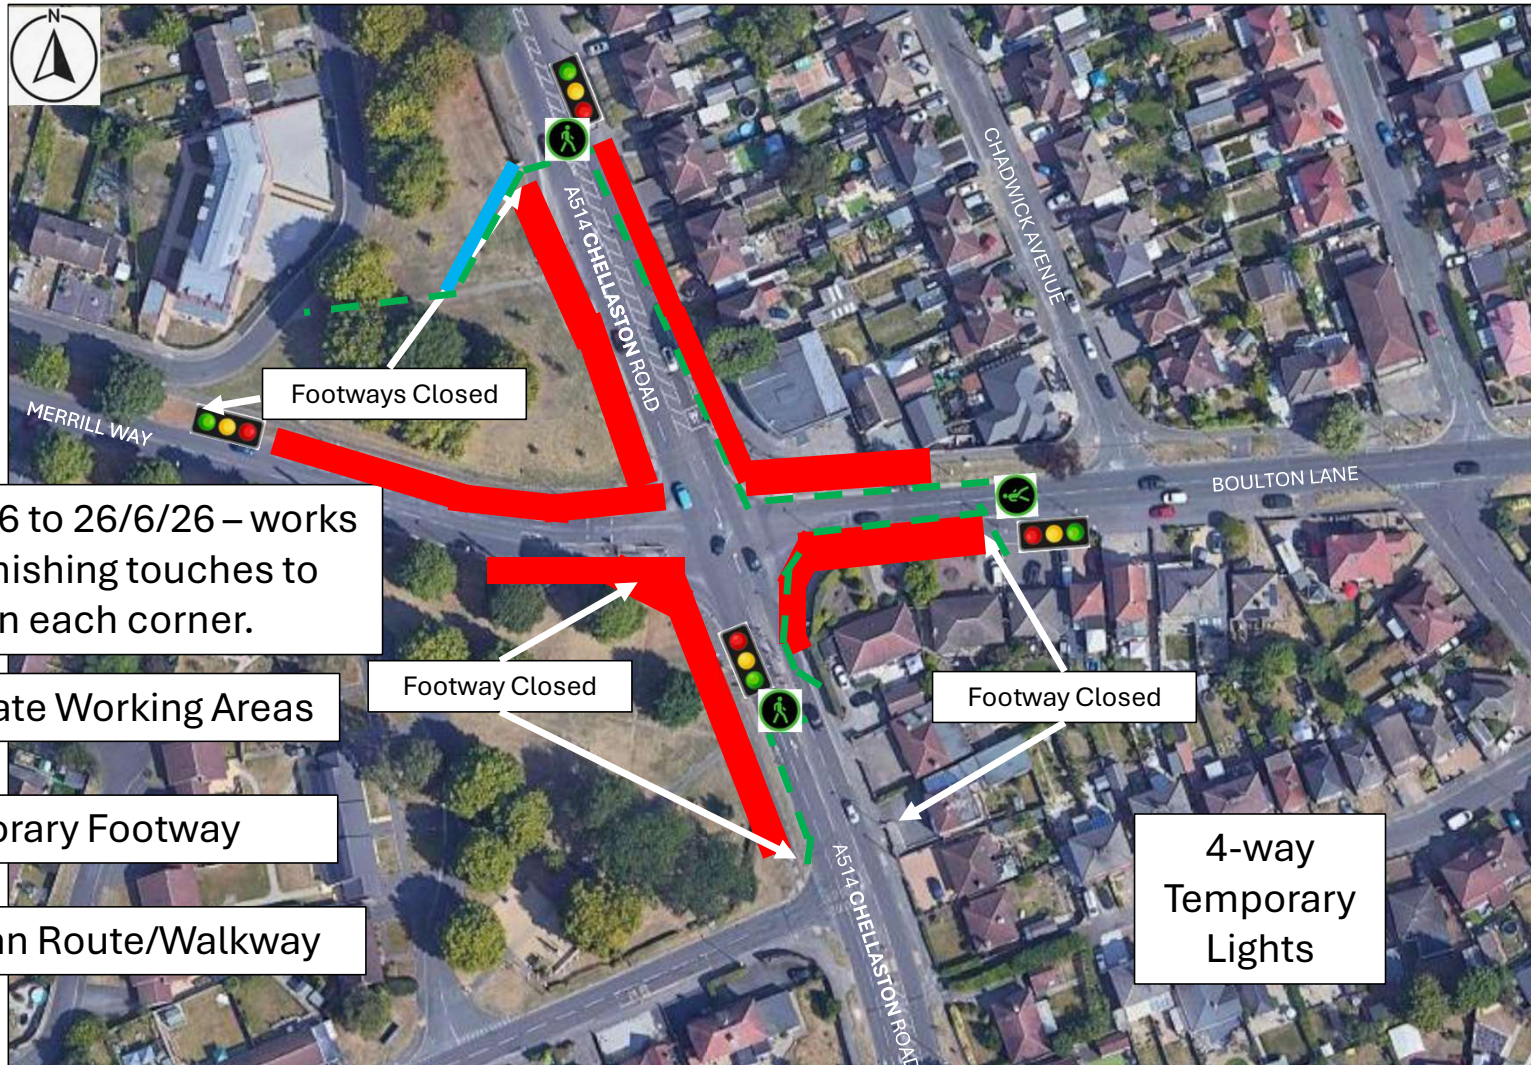 N
A514 CHELLASTON ROAD
CHADWICK AVENUE
Footways Closed
MERRILL WAY
BOULTON LANE
6 to 26/6/26 – works
nishing touches to
n each corner.
Footway Closed
Footway Closed
ate Working Areas
orary Footway
4-way
Temporary
Lights
A514 CHELLASTON ROAD
an Route/Walkway